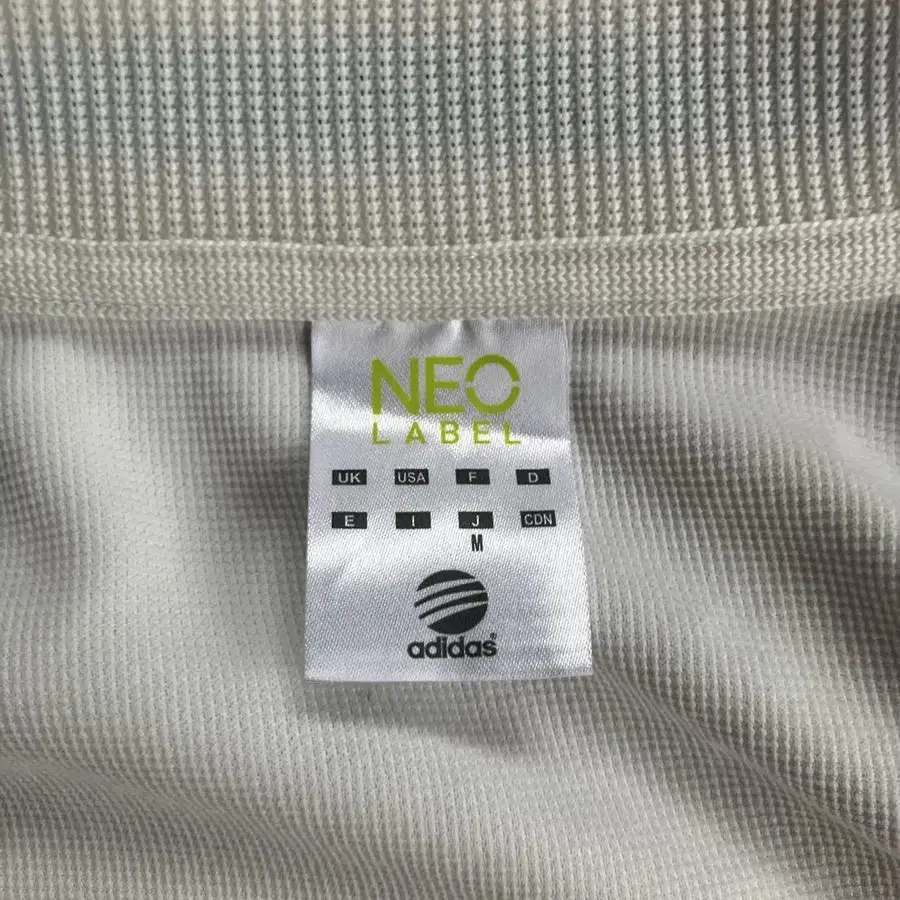 NEO
LABEL
UK USA F D
E I J CDN
M
adidas®